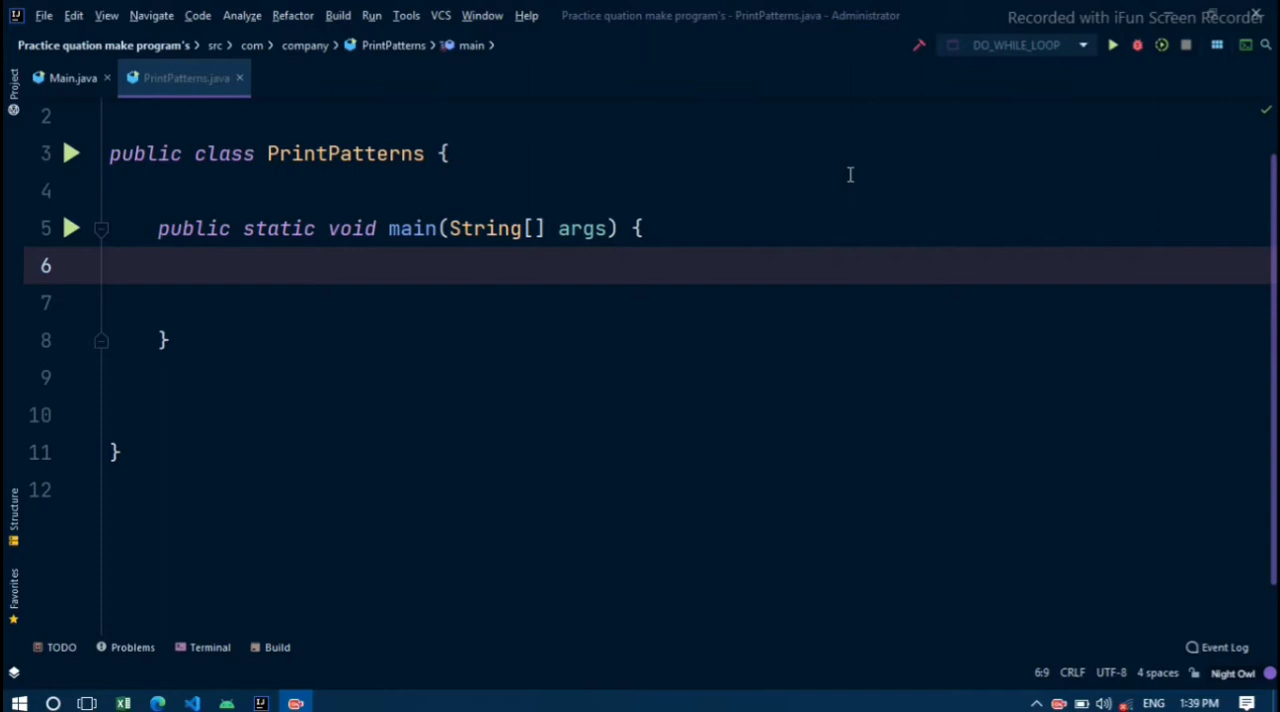 File Edit View Navigate Code Analyze Refactor Build Run Tools VCS Window Help Practice quation make program's - PrintPatterns.java - Administrator
Recorded with iFun Screen Recorder
Practice quation make program's > src > com > company > PrintPatterns > main > DO_WHILE_LOOP
Project
Main.java × PrintPatterns.java ×
2
3 public class PrintPatterns {
4
5 public static void main(String[] args) {
6
7
8 }
9
10
11 }
12
Structure
Favorites
TODO Problems Terminal Build Event Log
6:9 CRLF UTF-8 4 spaces Night Owl
ENG 1:39 PM